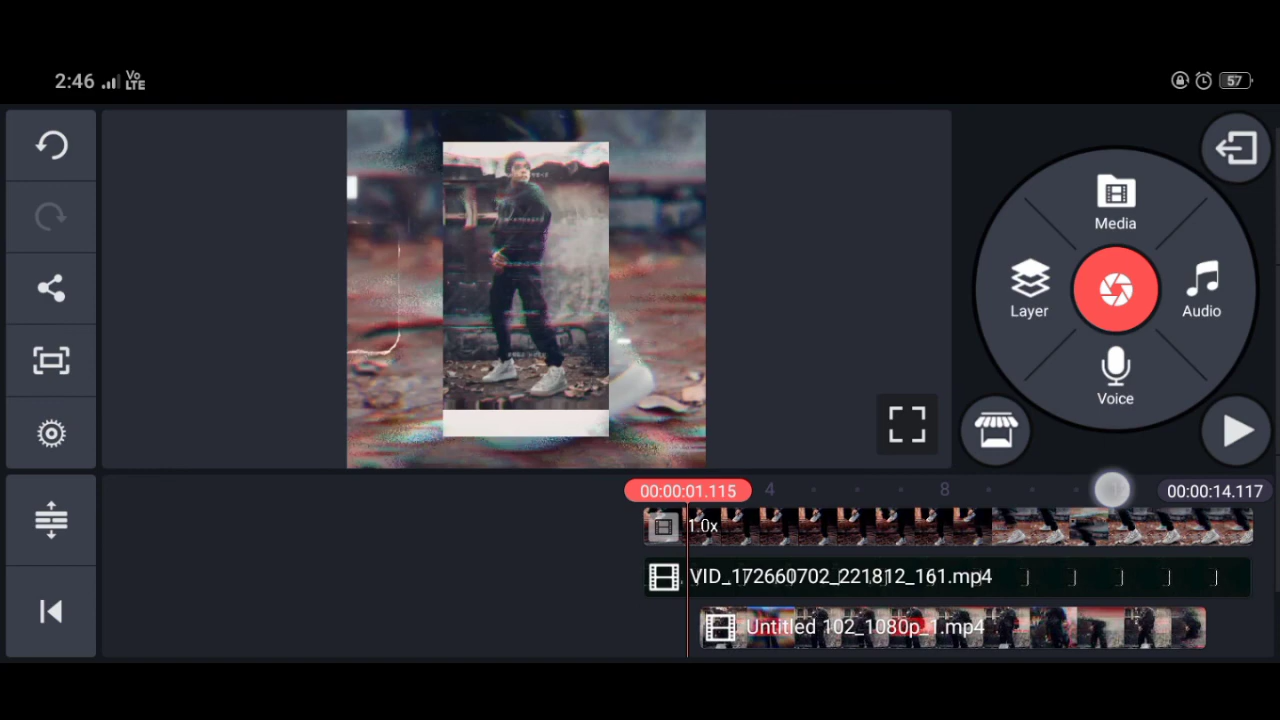 2:46 Vo LTE 57
Media
Layer
Audio
Voice
00:00:01.115 4 8 00:00:14.117
1.0x
VID_172660702_221812_161.mp4
Untitled 102_1080p_1.mp4